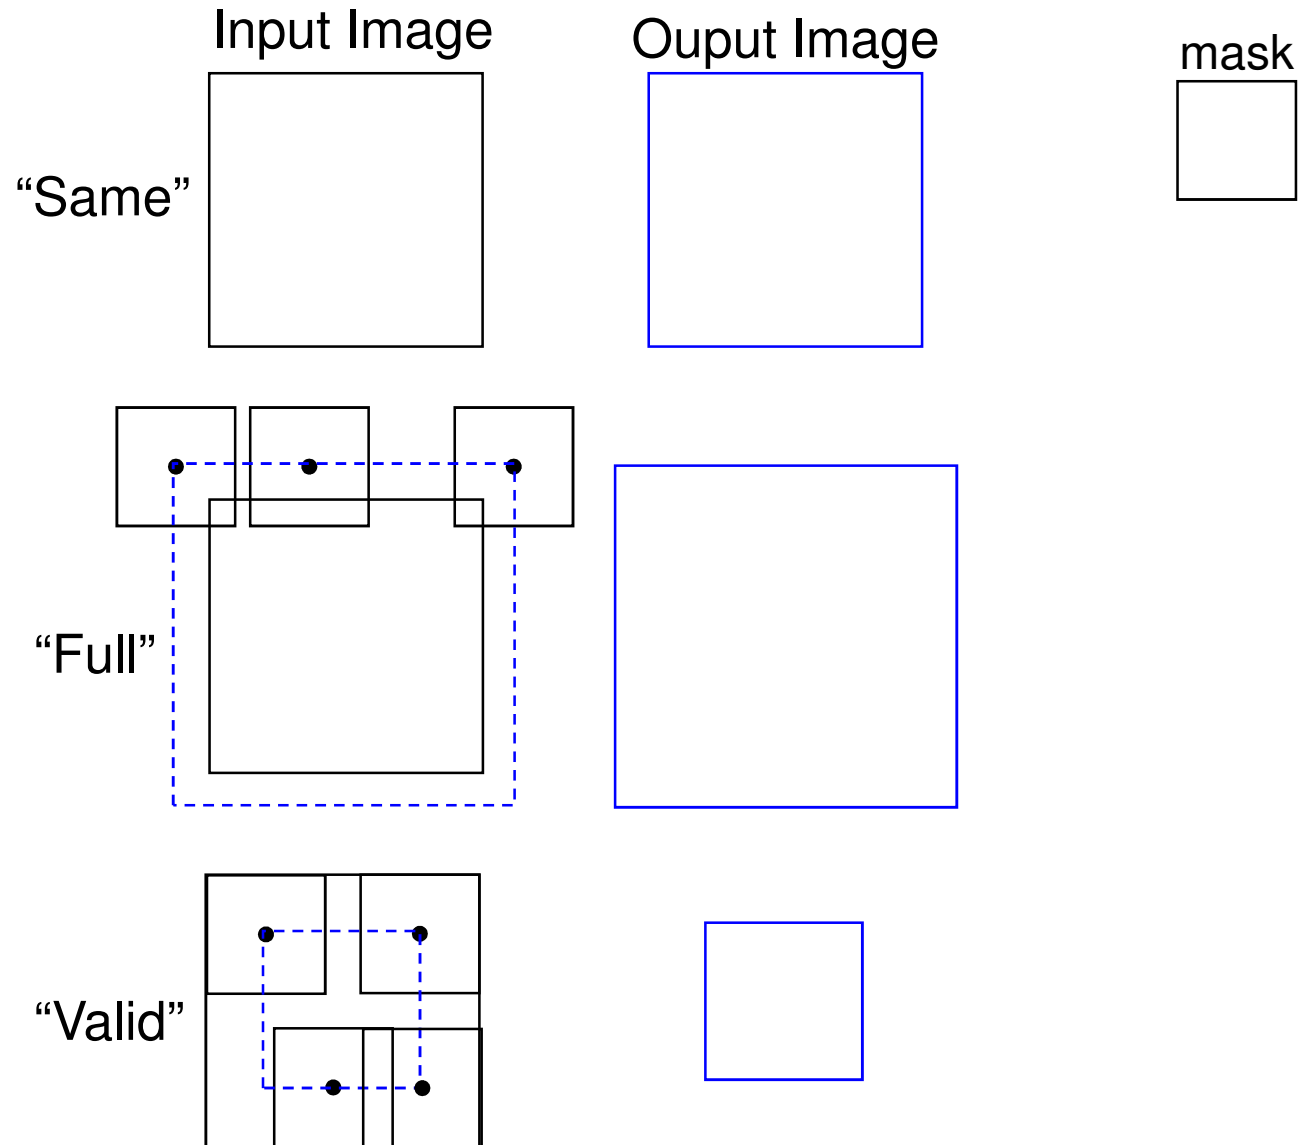 Input Image
Ouput Image
mask
“Same”
“Full”
“Valid”